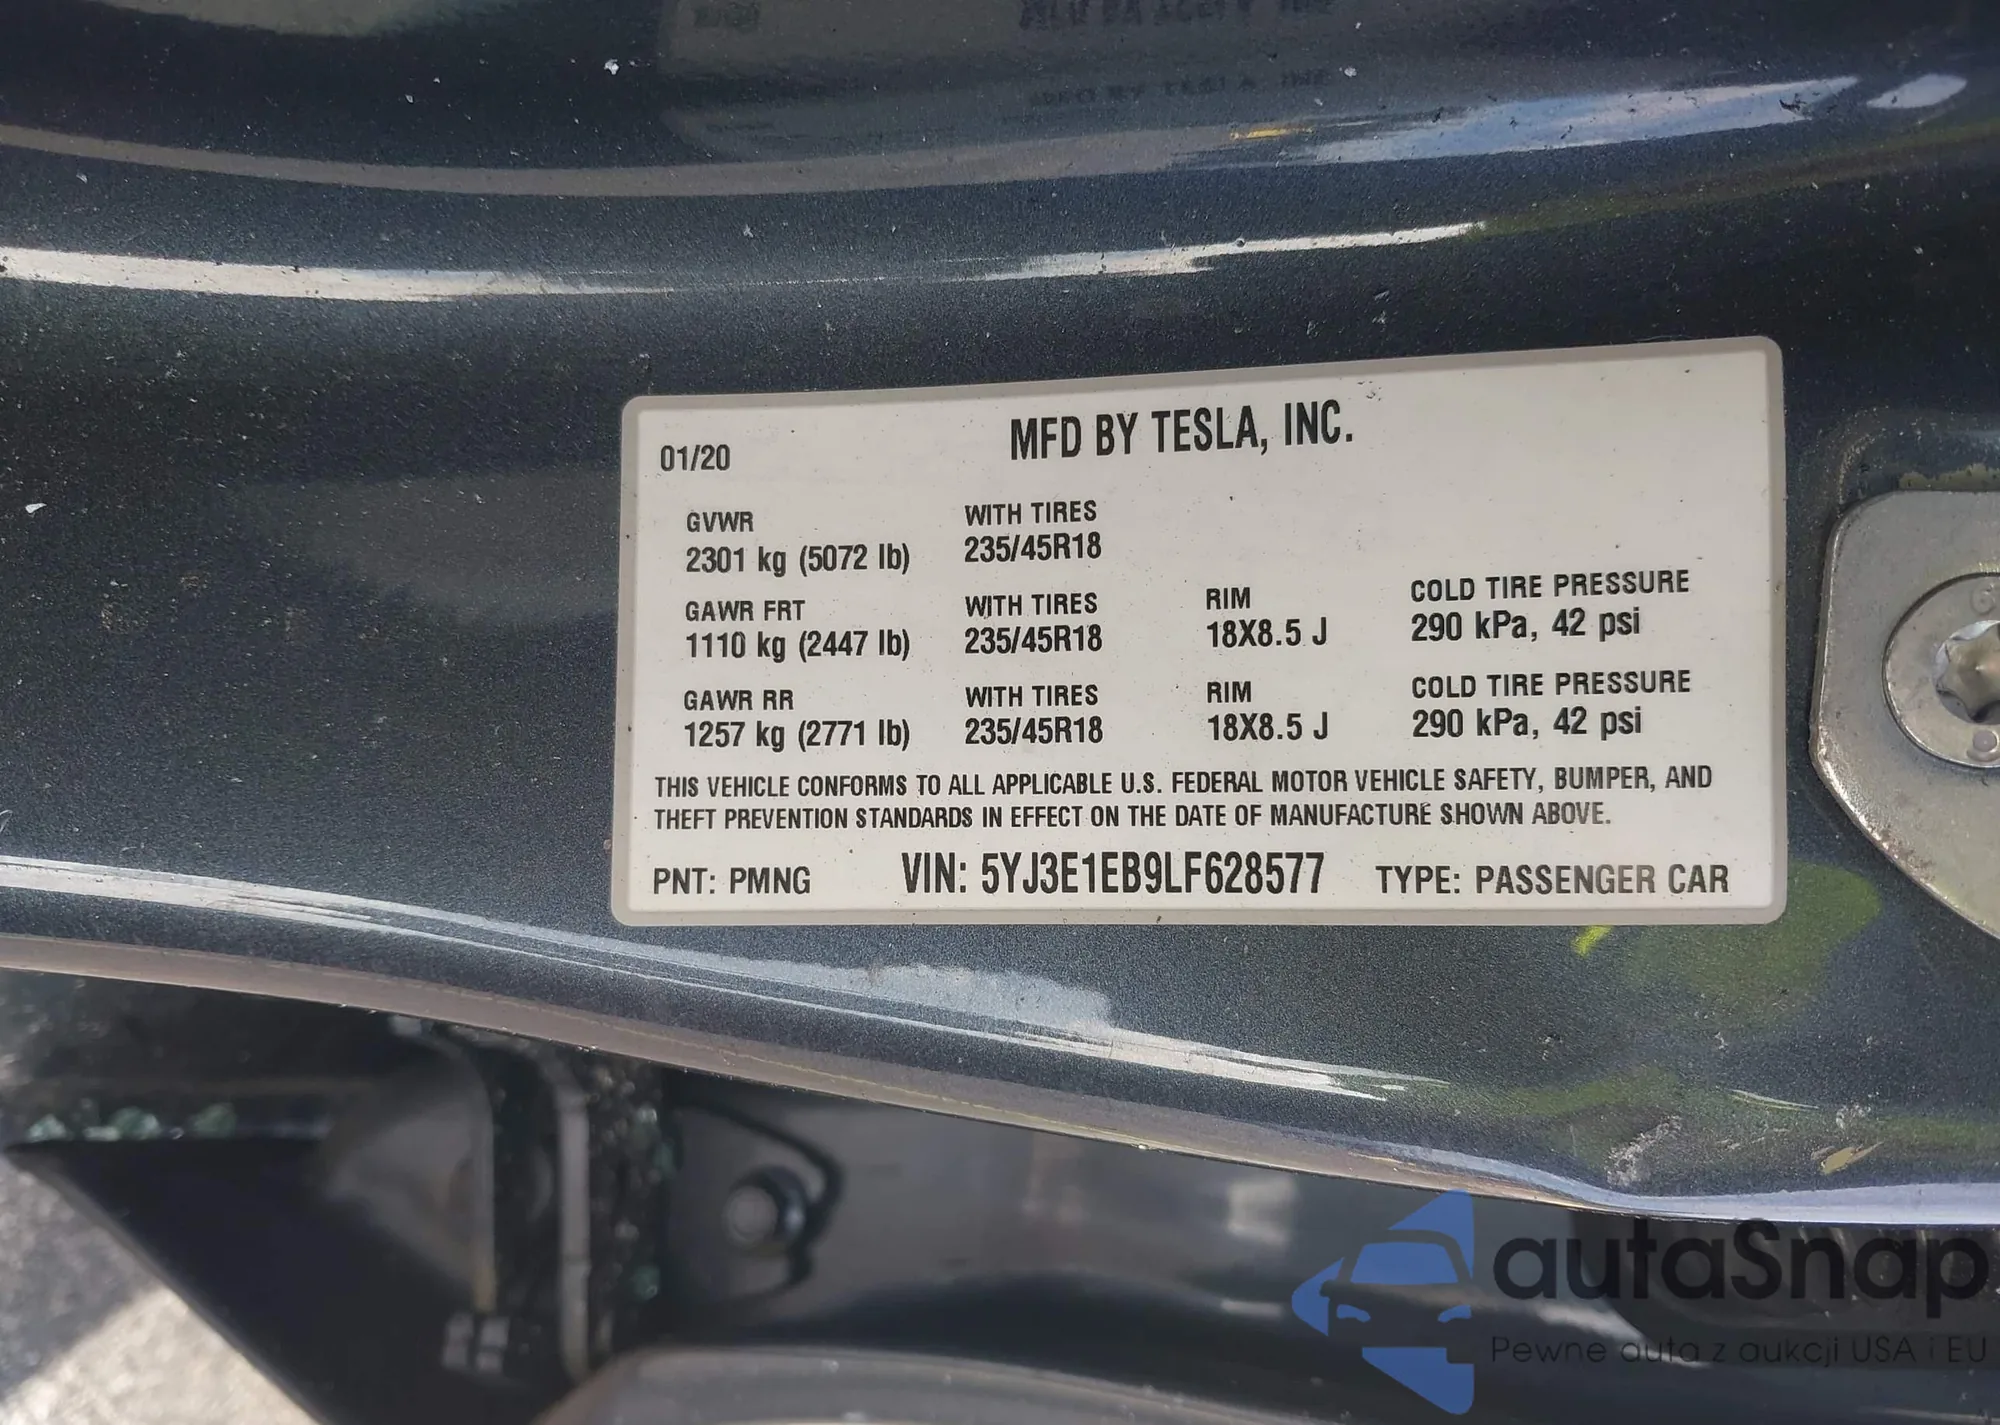 01/20
MFD BY TESLA, INC.
GVWR
WITH TIRES
2301 kg (5072 lb)
235/45R18
GAWR FRT
WITH TIRES
RIM
COLD TIRE PRESSURE
1110 kg (2447 lb)
235/45R18
18X8.5 J
290 kPa, 42 psi
GAWR RR
WITH TIRES
RIM
COLD TIRE PRESSURE
1257 kg (2771 lb)
235/45R18
18X8.5 J
290 kPa, 42 psi
THIS VEHICLE CONFORMS TO ALL APPLICABLE U.S. FEDERAL MOTOR VEHICLE SAFETY, BUMPER, AND
THEFT PREVENTION STANDARDS IN EFFECT ON THE DATE OF MANUFACTURE SHOWN ABOVE.
PNT: PMNG
VIN: 5YJ3E1EB9LF628577
TYPE: PASSENGER CAR
autaSnap
Pewne auta z aukcji USA i EU